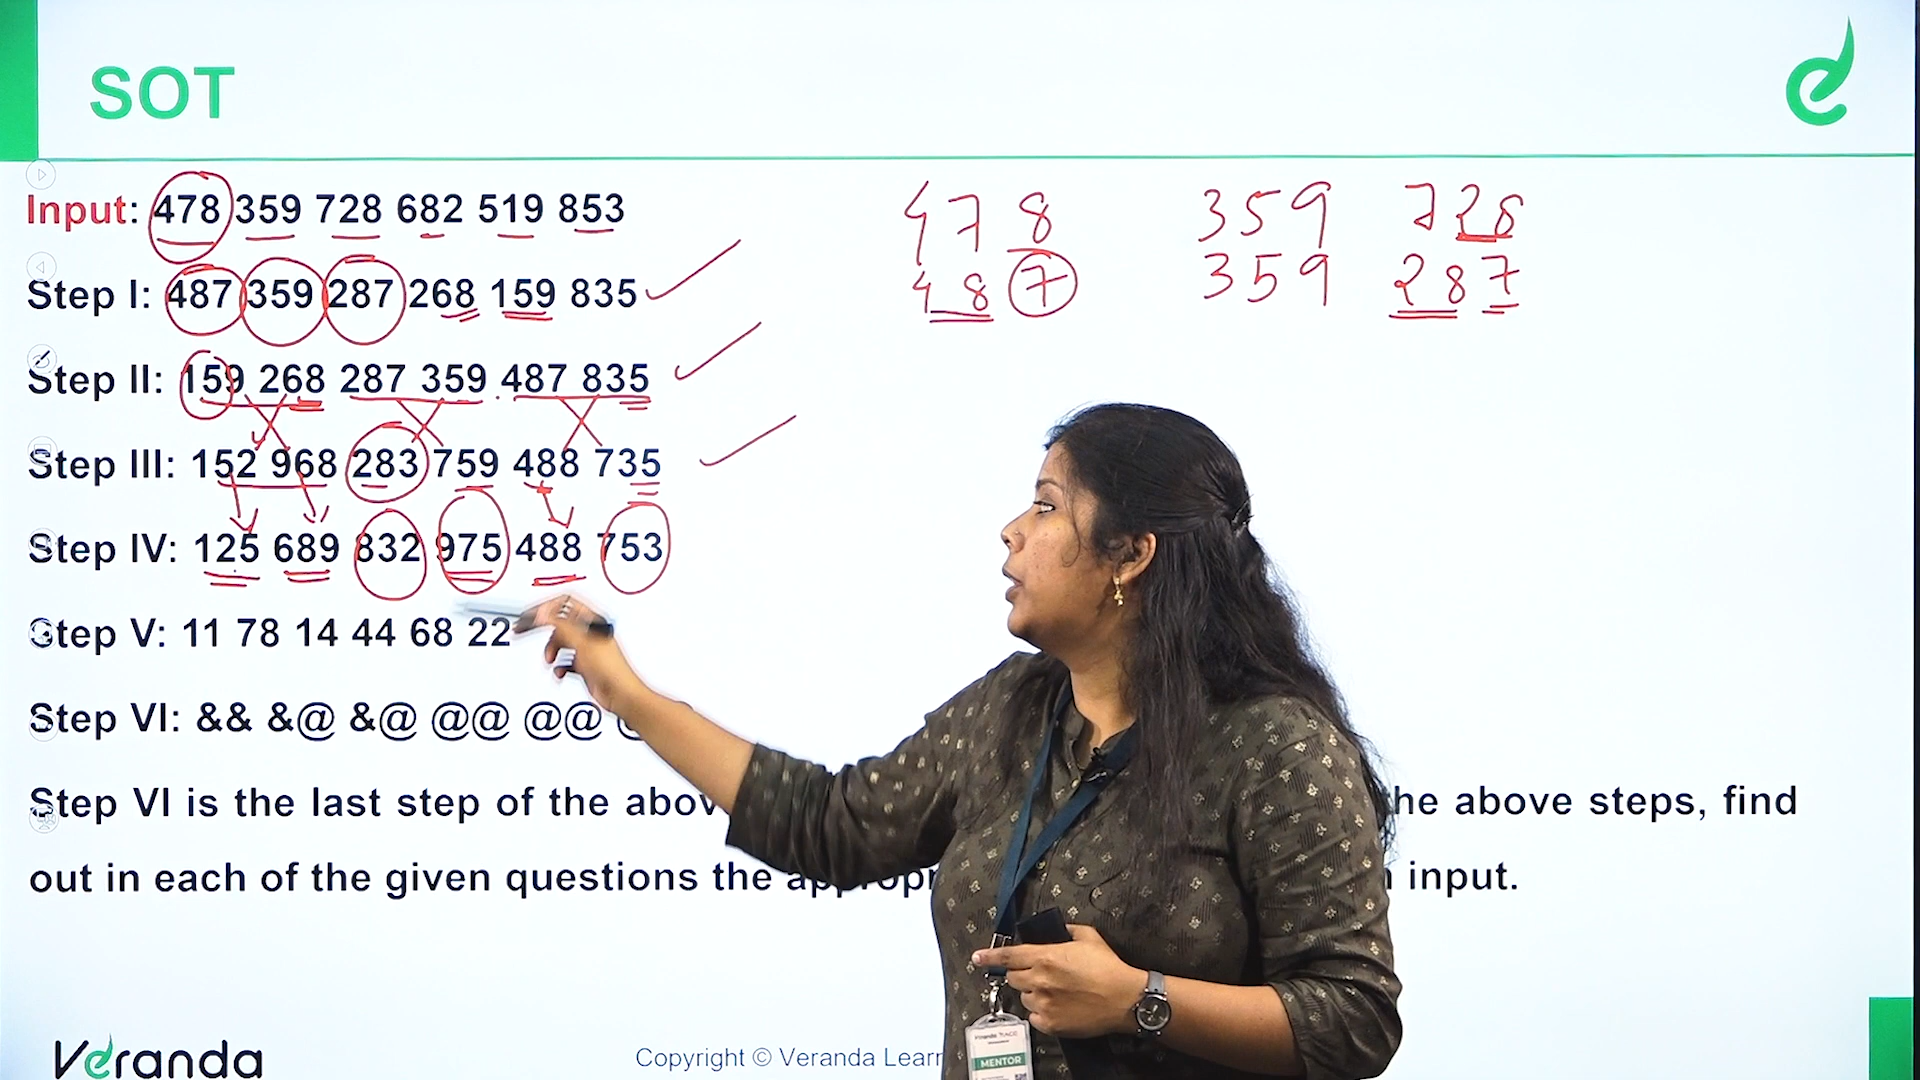 SOT
Input: 478 359 728 682 519 853
Step I: 487 359 287 268 159 835
Step II: 159 268 287 359 487 835
Step III: 152 968 283 759 488 735
Step IV: 125 689 832 975 488 753
Step V: 11 78 14 44 68 22
Step VI: && &@ &@ @@ @@
478 359 728
487 359 287
Step VI is the last step of the above the above steps, find
out in each of the given questions the input.
Veranda
Copyright © Veranda
MENTOR